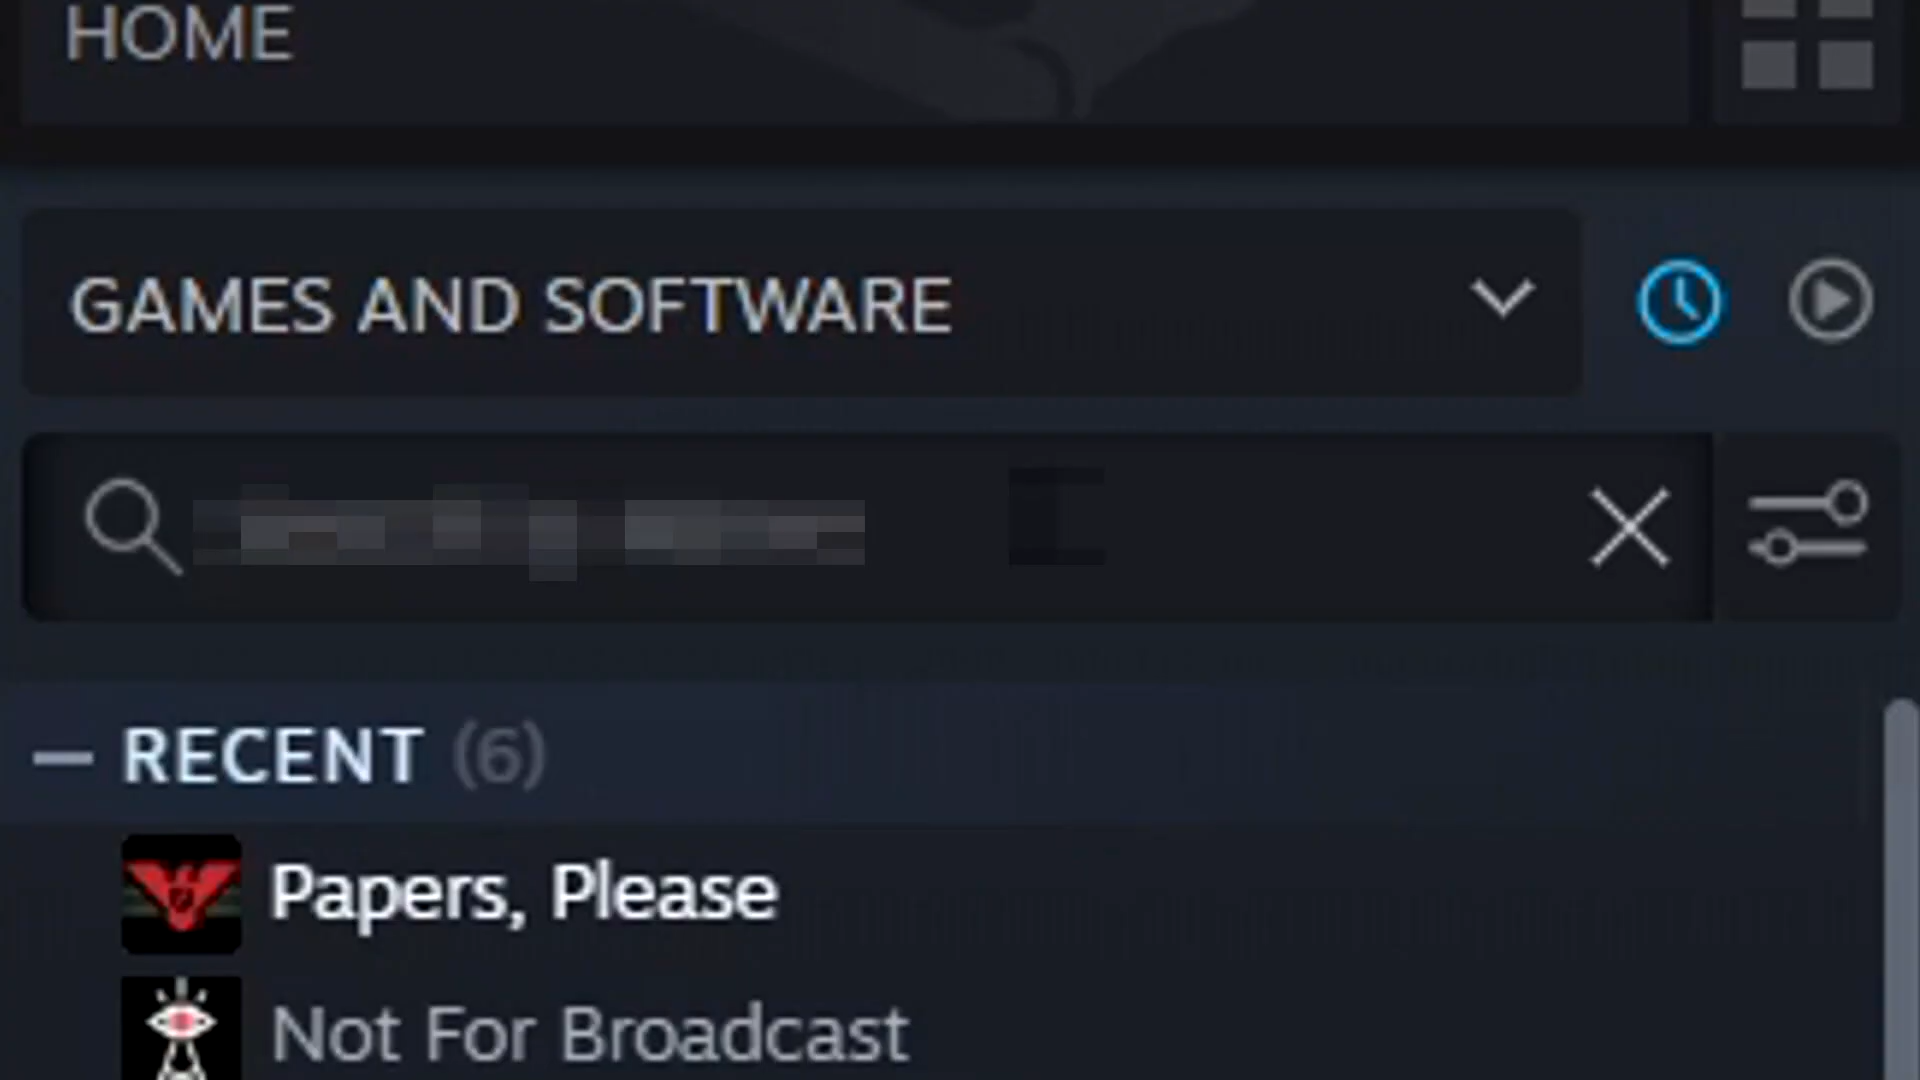 HOME
GAMES AND SOFTWARE
RECENT (6)
Papers, Please
Not For Broadcast